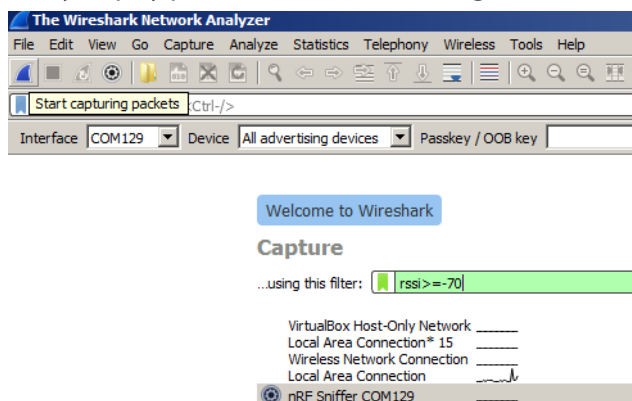 The Wireshark Network Analyzer
File Edit View Go Capture Analyze Statistics Telephony Wireless Tools Help
Start capturing packets <Ctrl-/>
Interface COM129 Device All advertising devices Passkey / OOB key
Welcome to Wireshark
Capture
...using this filter: rssi>=-70
VirtualBox Host-Only Network
Local Area Connection* 15
Wireless Network Connection
Local Area Connection
nRF Sniffer COM129